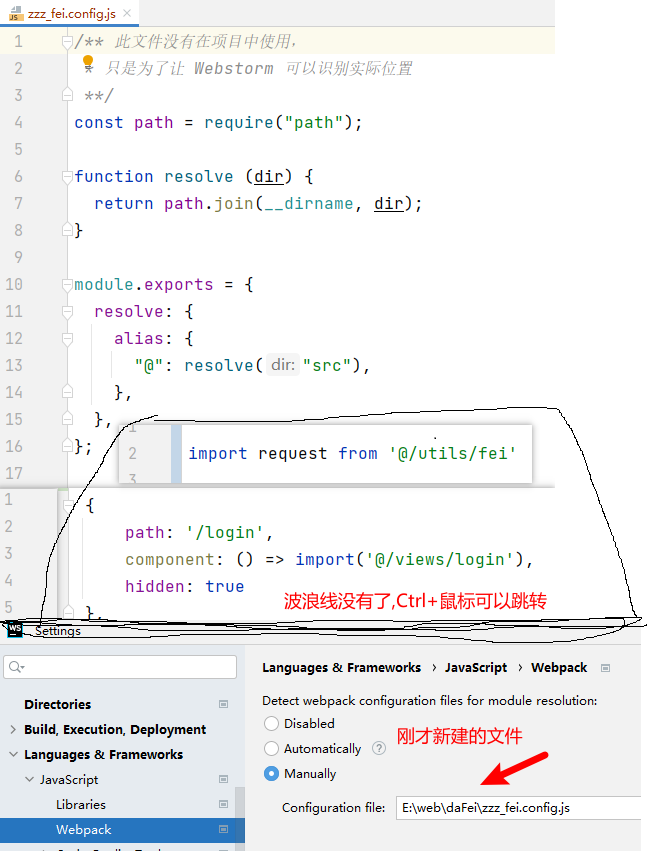 zzz_fei.config.js
1 /** 此文件没有在项目中使用，
2 * 只是为了让 Webstorm 可以识别实际位置
3 **/
4 const path = require("path");
5
6 function resolve (dir) {
7 return path.join(__dirname, dir);
8 }
9
10 module.exports = {
11 resolve: {
12 alias: {
13 "@": resolve( dir: "src"),
14 },
15 },
16 };
17
1
2 import request from '@/utils/fei'
3
1 {
2 path: '/login',
3 component: () => import('@/views/login'),
4 hidden: true
5 },
波浪线没有了,Ctrl+鼠标可以跳转
WS Settings
Directories
Build, Execution, Deployment
Languages & Frameworks
JavaScript
Libraries
Webpack
Languages & Frameworks › JavaScript › Webpack
Detect webpack configuration files for module resolution:
Disabled
Automatically ?
刚才新建的文件
Manually
Configuration file: E:\web\daFei\zzz_fei.config.js